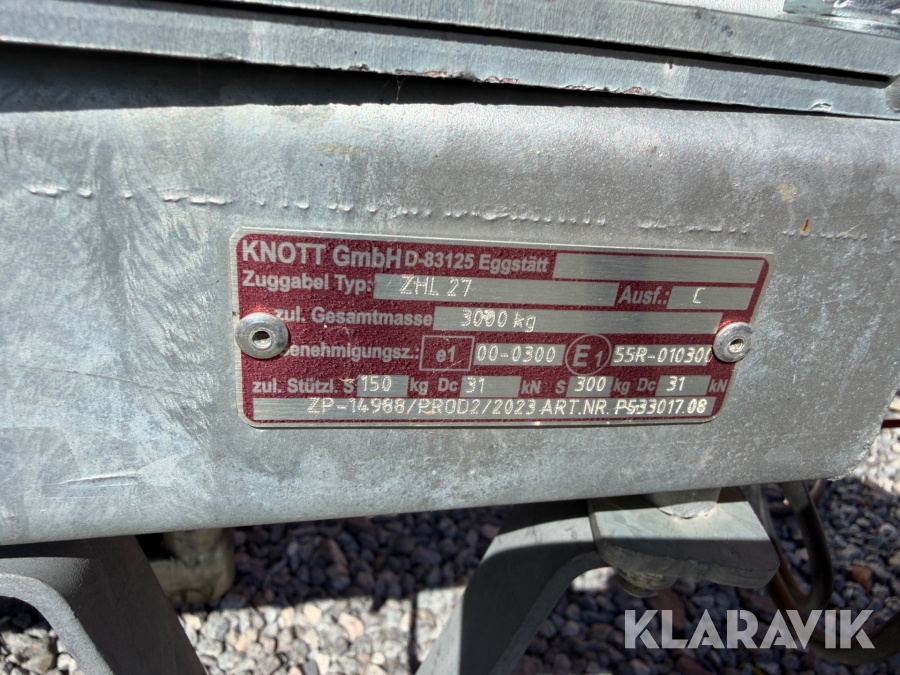 KNOTT GmbH D-83125 Eggstätt
Zuggabel Typ: ZHL 27 Ausf.: C
zul. Gesamtmasse 3000 kg
enehmigungsz.: e1 00-0300 E1 55R-010300
zul. Stützl. S 150 kg Dc 31 kN S 300 kg Dc 31 kN
ZP-14988/PROD2/2023 ART.NR. P533017.08
KLARAVIK